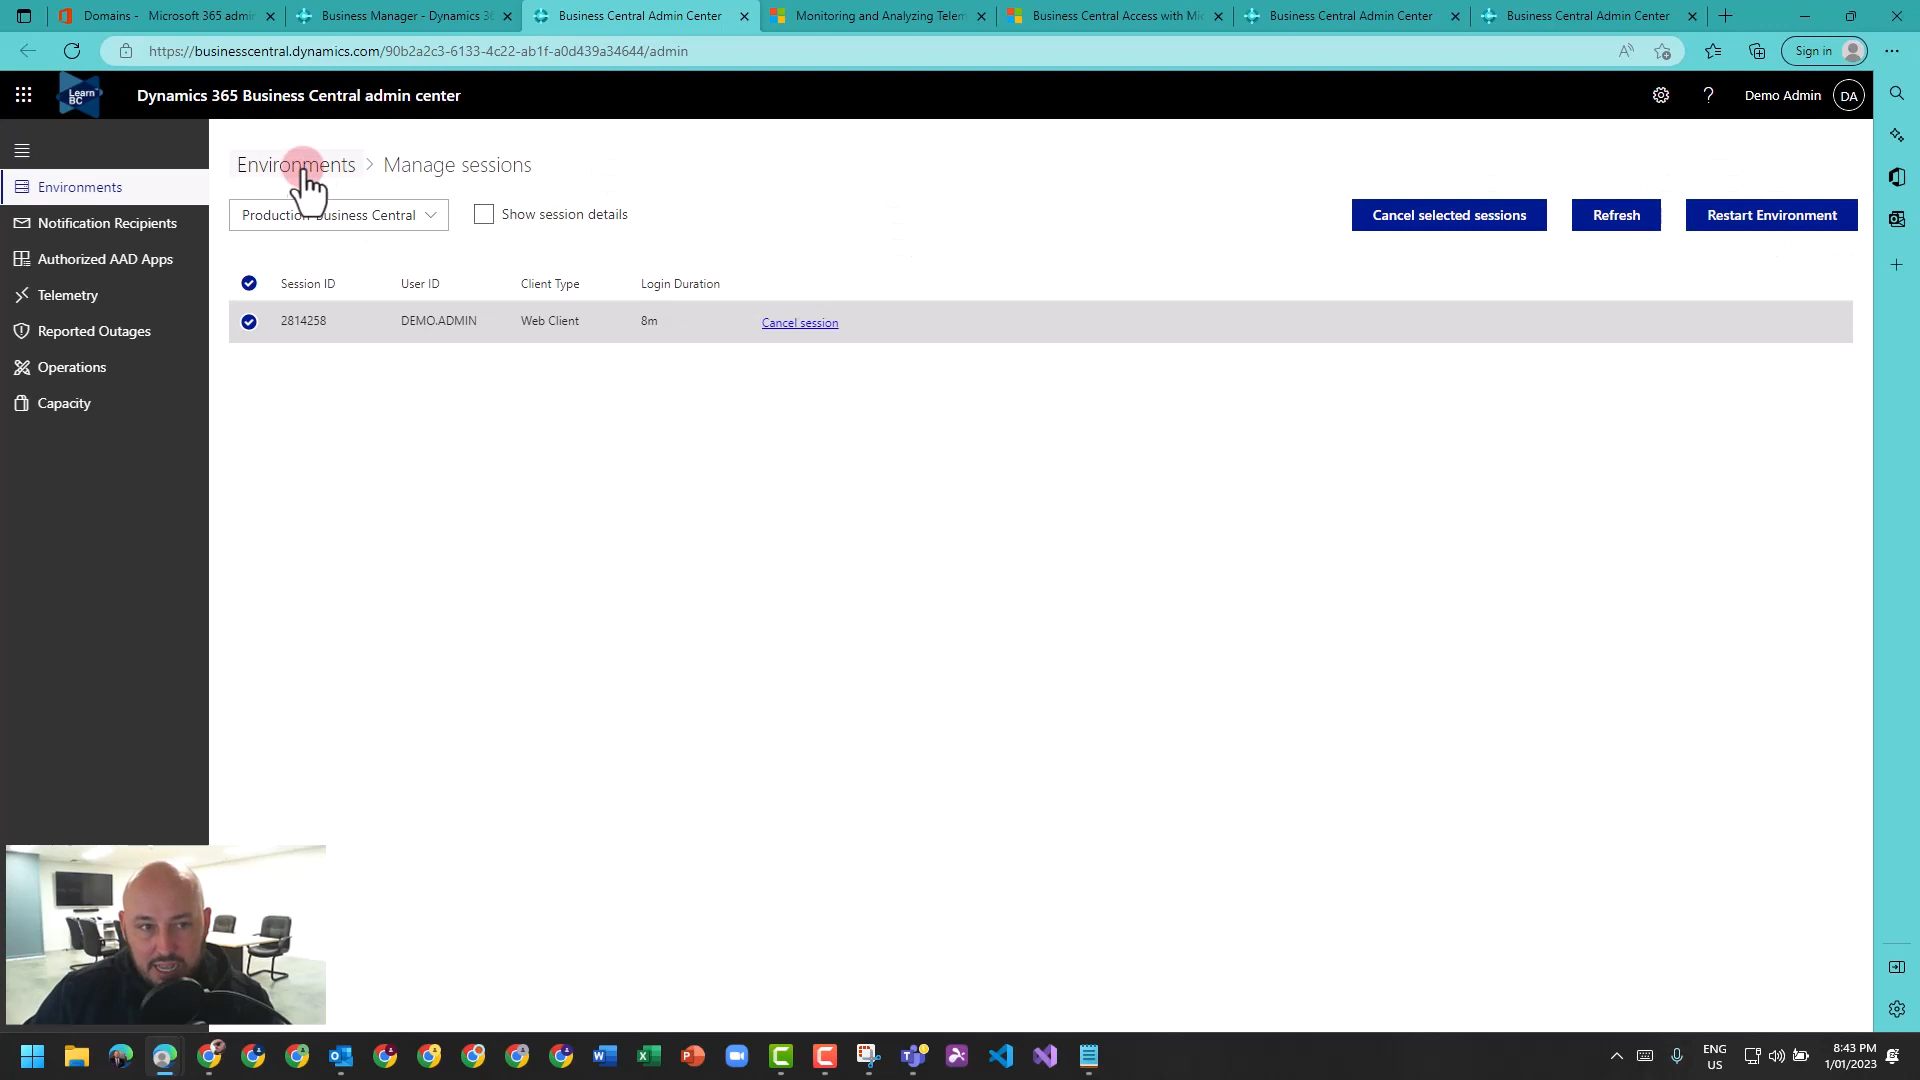 Domains - Microsoft 365 admin
Business Manager - Dynamics 36
Business Central Admin Center
Monitoring and Analyzing Telem
Business Central Access with Mic
Business Central Admin Center
Business Central Admin Center
https://businesscentral.dynamics.com/90b2a2c3-6133-4c22-ab1f-a0d439a34644/admin
Sign in
Learn
BC
Dynamics 365 Business Central admin center
Demo Admin
DA
Environments
Notification Recipients
Authorized AAD Apps
Telemetry
Reported Outages
Operations
Capacity
Environments > Manage sessions
Production Business Central
Show session details
Cancel selected sessions
Refresh
Restart Environment
Session ID User ID Client Type Login Duration
2814258 DEMO.ADMIN Web Client 8m Cancel session
ENG
US
8:43 PM
1/01/2023